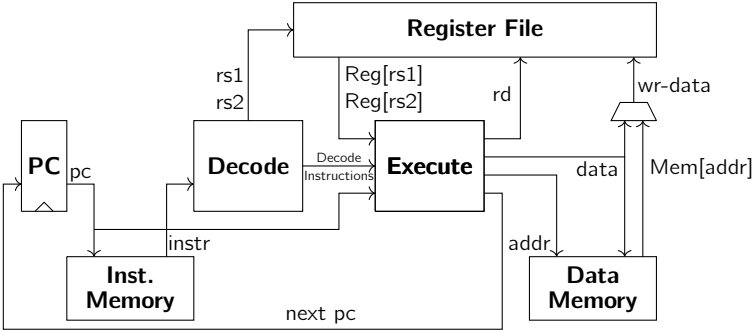 Register File
rs1
rs2
Reg[rs1]
Reg[rs2]
rd
wr-data
PC
pc
Decode
Decode
Instructions
Execute
data
Mem[addr]
instr
addr
Inst.
Memory
Data
Memory
next pc